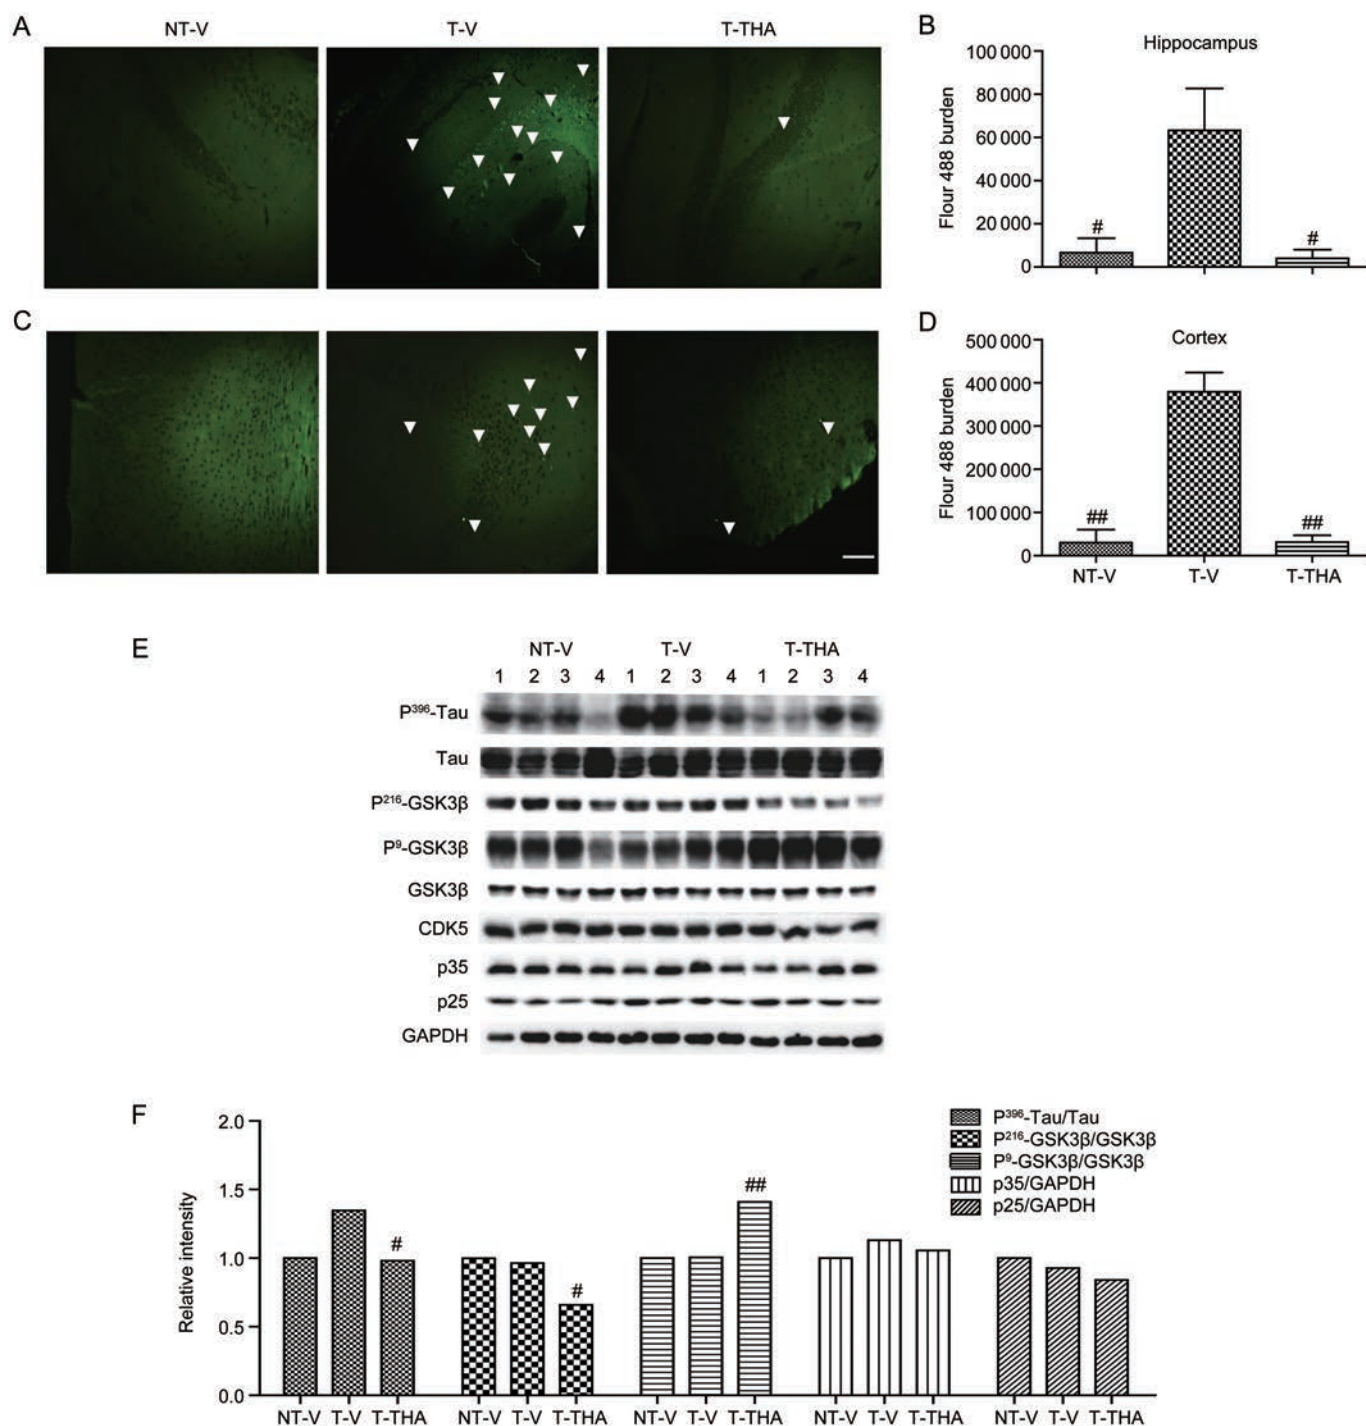 A
NT-V T-V T-THA
B
Hippocampus
Flour 488 burden
100 000
80 000
60 000
40 000
20 000
0
# #
C
D
Cortex
Flour 488 burden
500 000
400 000
300 000
200 000
100 000
0
## ##
NT-V T-V T-THA
E
NT-V T-V T-THA
1 2 3 4 1 2 3 4 1 2 3 4
P³⁹⁶-Tau
Tau
P²¹⁶-GSK3β
P⁹-GSK3β
GSK3β
CDK5
p35
p25
GAPDH
F
Relative intensity
2.0
1.5
1.0
0.5
0.0
# # ##
P³⁹⁶-Tau/Tau
P²¹⁶-GSK3β/GSK3β
P⁹-GSK3β/GSK3β
p35/GAPDH
p25/GAPDH
NT-V T-V T-THA NT-V T-V T-THA NT-V T-V T-THA NT-V T-V T-THA NT-V T-V T-THA